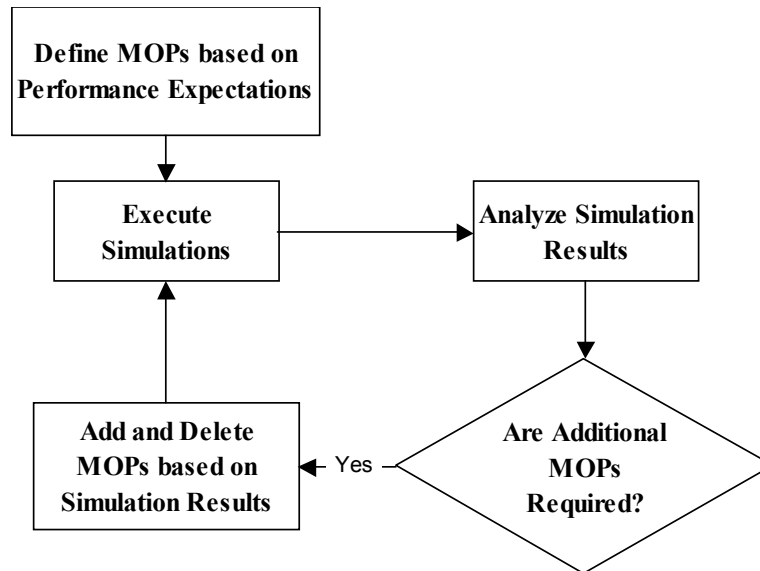 Define MOPs based on
Performance Expectations
Execute
Simulations
Analyze Simulation
Results
Are Additional
MOPs
Required?
Yes
Add and Delete
MOPs based on
Simulation Results